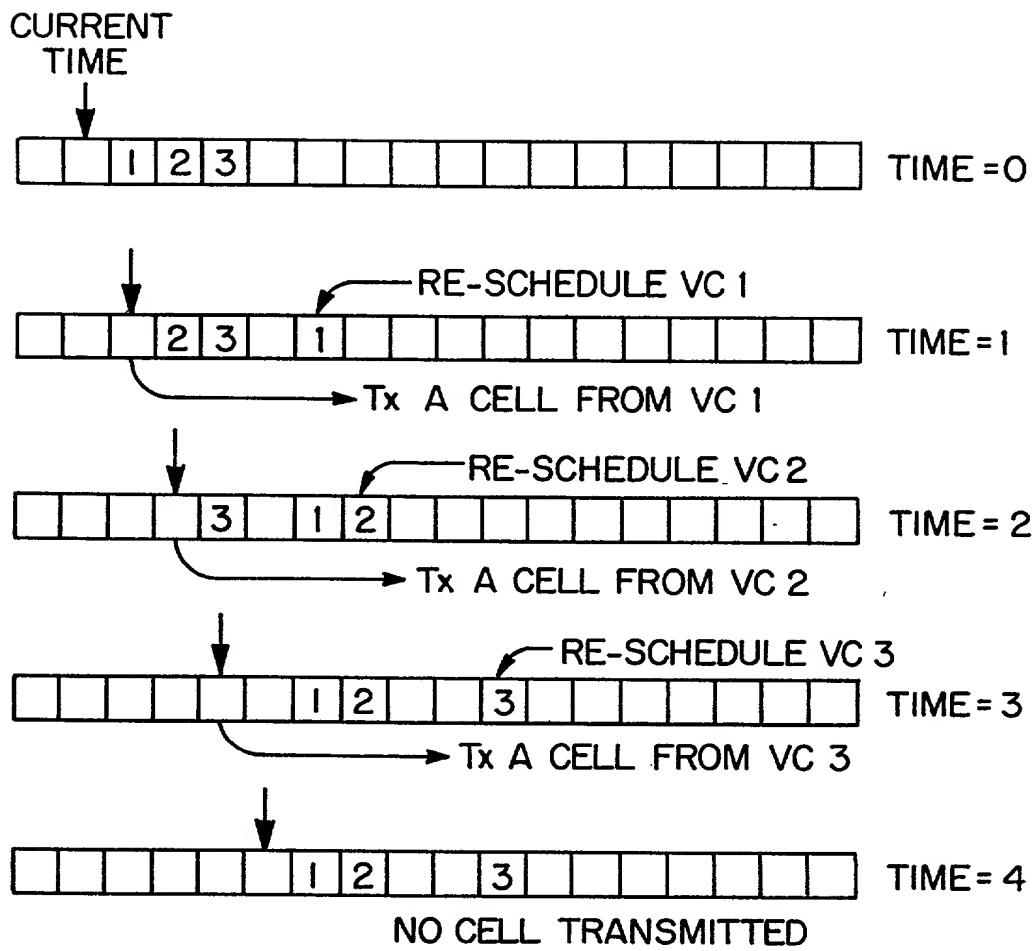 CURRENT
TIME
1 2 3 TIME=0
RE-SCHEDULE VC 1
2 3 1 TIME=1
Tx A CELL FROM VC 1
RE-SCHEDULE VC 2
3 1 2 TIME=2
Tx A CELL FROM VC 2
RE-SCHEDULE VC 3
1 2 3 TIME=3
Tx A CELL FROM VC 3
1 2 3 TIME=4
NO CELL TRANSMITTED